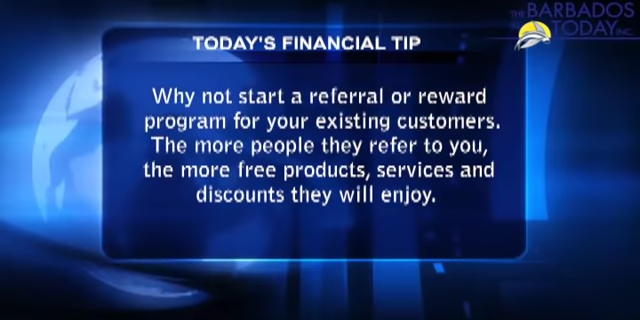 THE BARBADOS
TODAY INC.
TODAY'S FINANCIAL TIP
Why not start a referral or reward
program for your existing customers.
The more people they refer to you,
the more free products, services and
discounts they will enjoy.